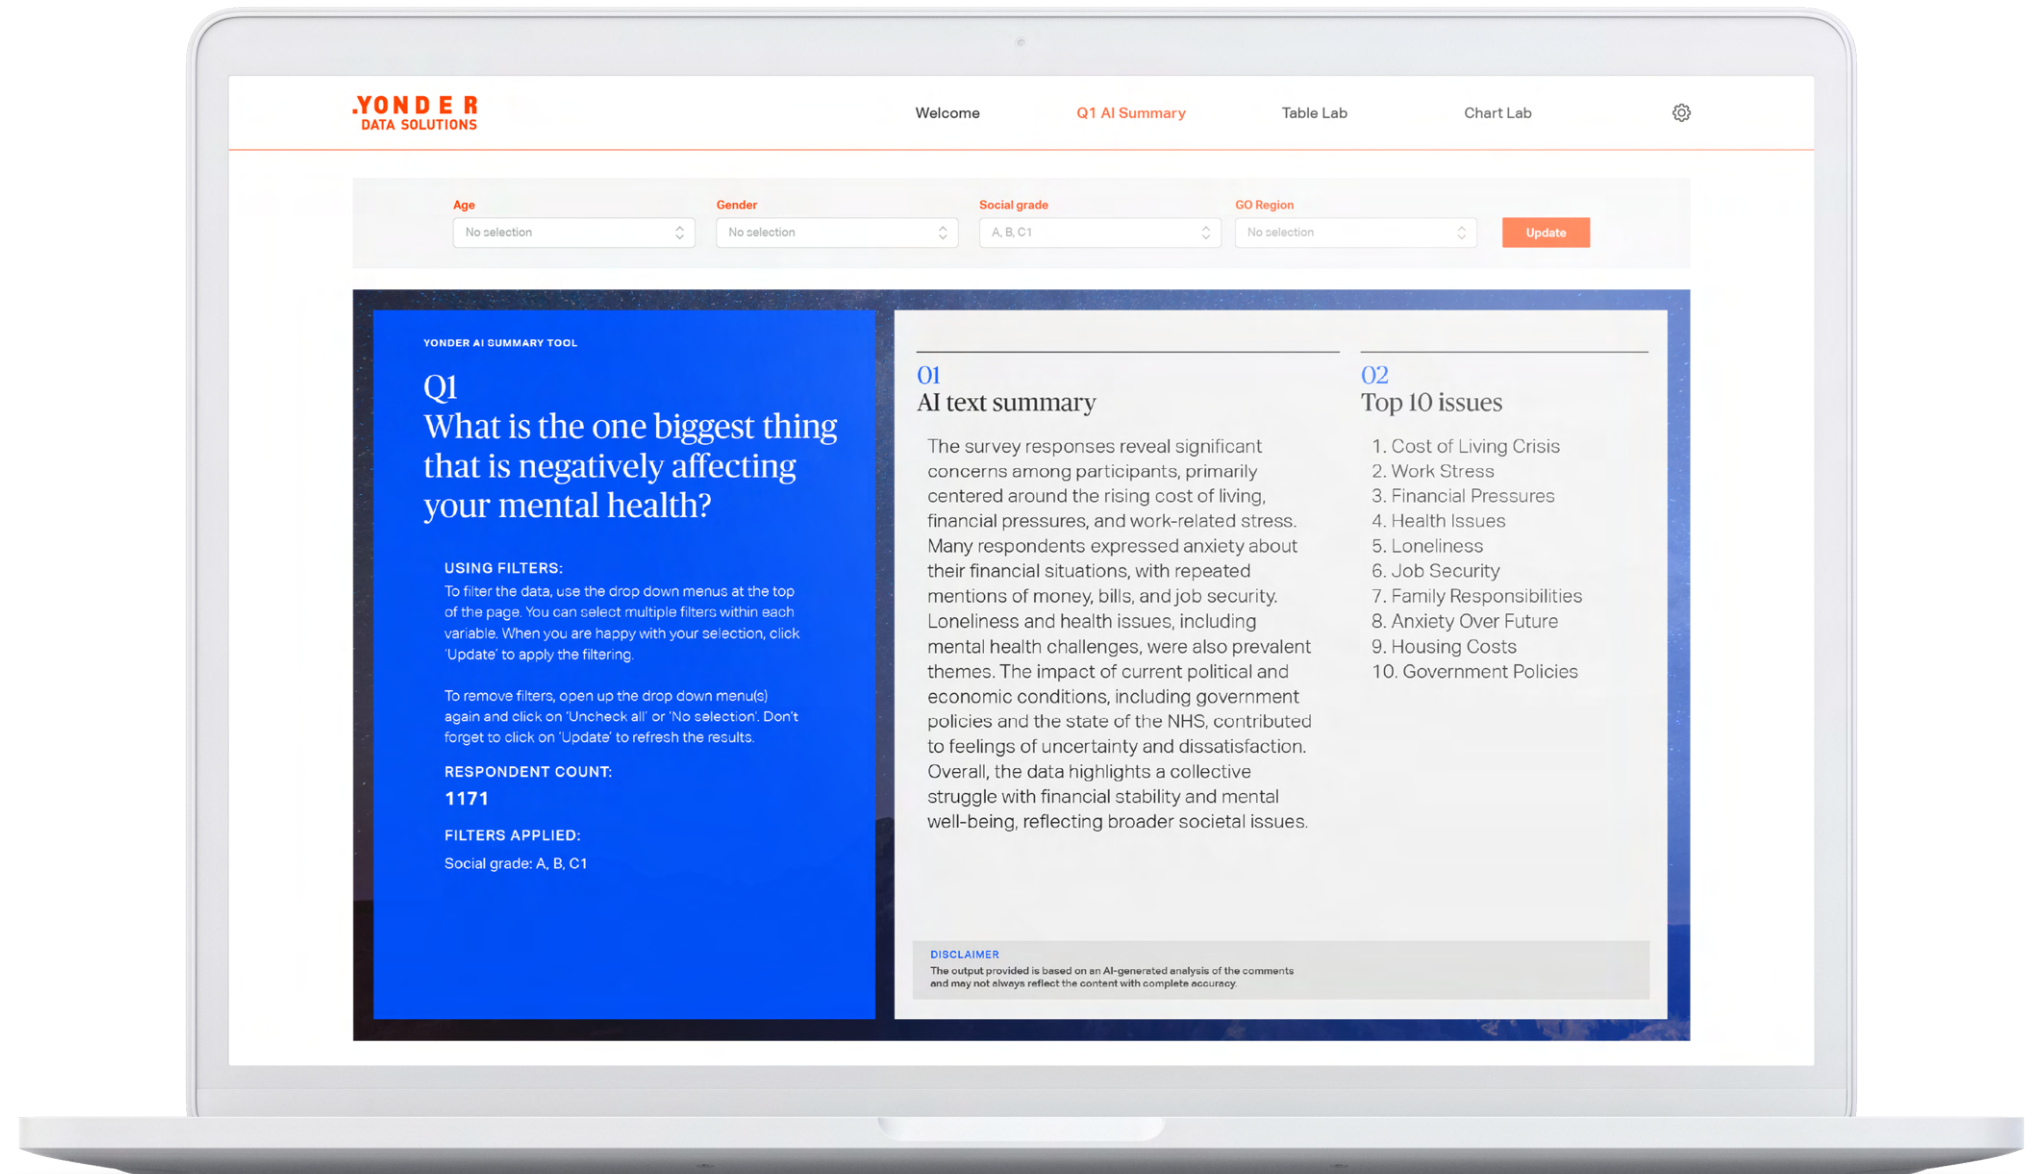 .YONDER
DATA SOLUTIONS
Welcome
Q1 AI Summary
Table Lab
Chart Lab
Age
Gender
Social grade
GO Region
No selection
No selection
A, B, C1
No selection
Update
YONDER AI SUMMARY TOOL
Q1
What is the one biggest thing
that is negatively affecting
your mental health?
USING FILTERS:
To filter the data, use the drop down menus at the top
of the page. You can select multiple filters within each
variable. When you are happy with your selection, click
'Update' to apply the filtering.
To remove filters, open up the drop down menu(s)
again and click on 'Uncheck all' or 'No selection'. Don't
forget to click on 'Update' to refresh the results.
RESPONDENT COUNT:
1171
FILTERS APPLIED:
Social grade: A, B, C1
01
AI text summary
The survey responses reveal significant
concerns among participants, primarily
centered around the rising cost of living,
financial pressures, and work-related stress.
Many respondents expressed anxiety about
their financial situations, with repeated
mentions of money, bills, and job security.
Loneliness and health issues, including
mental health challenges, were also prevalent
themes. The impact of current political and
economic conditions, including government
policies and the state of the NHS, contributed
to feelings of uncertainty and dissatisfaction.
Overall, the data highlights a collective
struggle with financial stability and mental
well-being, reflecting broader societal issues.
02
Top 10 issues
1. Cost of Living Crisis
2. Work Stress
3. Financial Pressures
4. Health Issues
5. Loneliness
6. Job Security
7. Family Responsibilities
8. Anxiety Over Future
9. Housing Costs
10. Government Policies
DISCLAIMER
The output provided is based on an AI-generated analysis of the comments
and may not always reflect the content with complete accuracy.